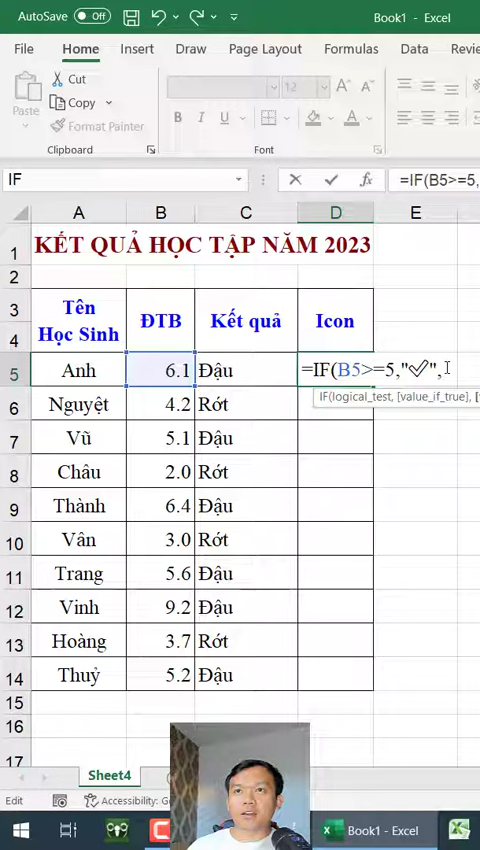 AutoSave Off Book1 - Excel
File Home Insert Draw Page Layout Formulas Data
Paste Cut
Copy
Format Painter
12 A A
B I U A
Clipboard Font
IF =IF(B5>=5,
A B C D E
1 KẾT QUẢ HỌC TẬP NĂM 2023
2
3 Tên
Học Sinh ĐTB Kết quả Icon
4
5 Anh 6.1 Đậu =IF(B5>=5,"✅",
IF(logical_test, [value_if_true], [
6 Nguyệt 4.2 Rớt
7 Vũ 5.1 Đậu
8 Châu 2.0 Rớt
9 Thành 6.4 Đậu
10 Vân 3.0 Rớt
11 Trang 5.6 Đậu
12 Vinh 9.2 Đậu
13 Hoàng 3.7 Rớt
14 Thuỷ 5.2 Đậu
15
16
17
Sheet4
Edit Accessibility:
Book1 - Excel